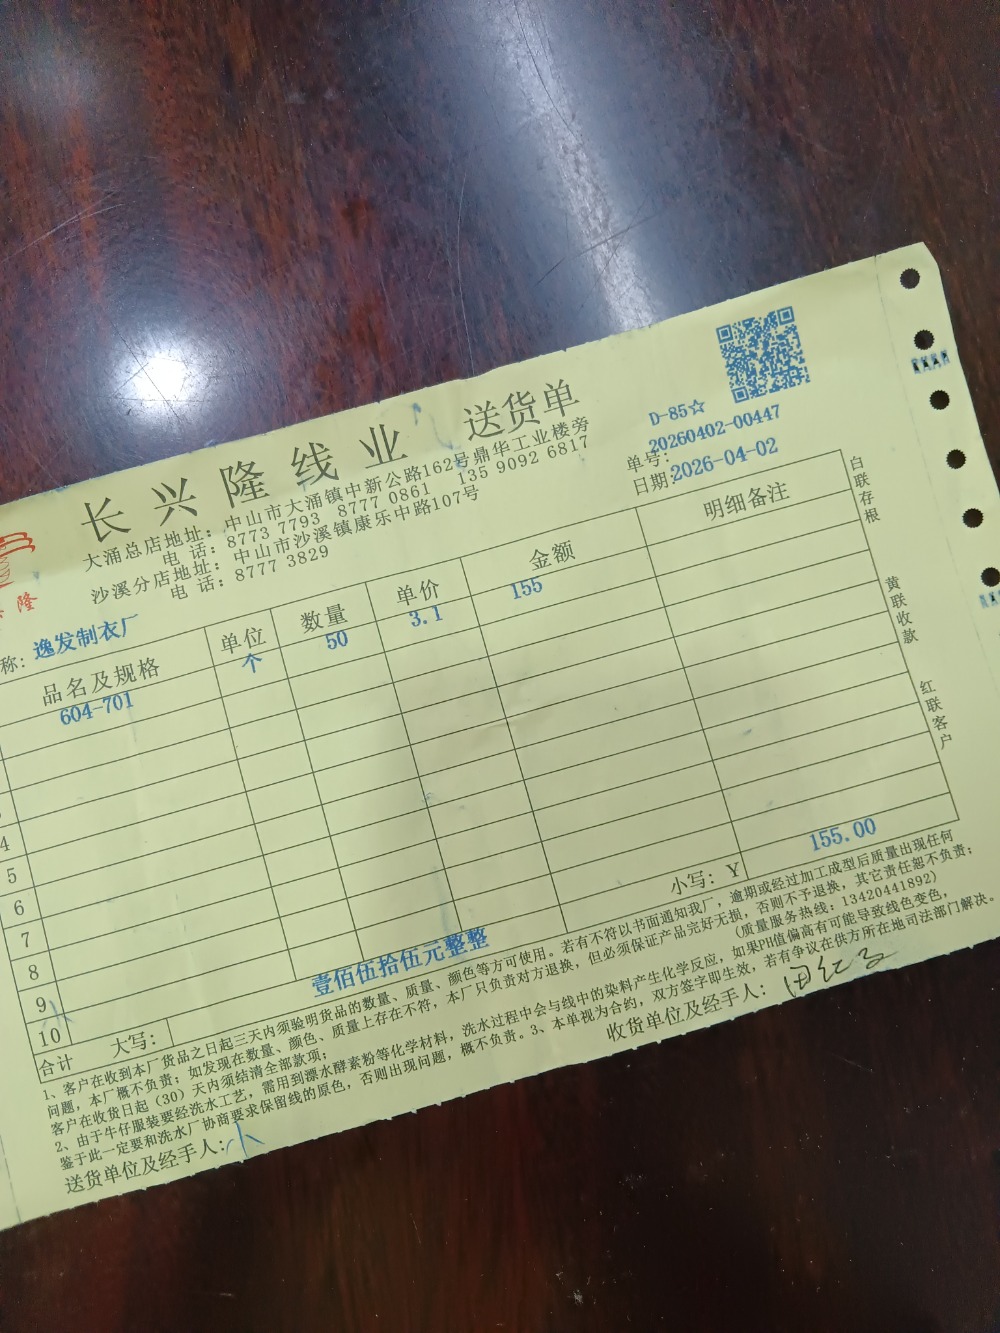 长兴隆线业 送货单
D-85☆
大涌总店地址：中山市大涌镇中新公路162号鼎华工业楼旁
电 话：8773 7793 8777 0861 135 9092 6817
沙溪分店地址：中山市沙溪镇康乐中路107号
电 话：8777 3829
单号：20260402-00447
日期：2026-04-02
隆
称：逸发制衣厂
品名及规格 单位 数量 单价 金额 明细备注
604-701 个 50 3.1 155
4
5
6
7
8
9
10
合计 大写： 壹佰伍拾伍元整整 小写：Y 155.00
白联存根 黄联收款 红联客户
1、客户在收到本厂货品之日起三天内须验明货品的数量、质量、颜色等方可使用。若有不符以书面通知我厂，逾期或经过加工成型后质量出现任何
问题，本厂概不负责；如发现在数量、颜色、质量上存在不符，本厂只负责对方退换，但必须保证产品完好无损，否则不予退换，其它责任恕不负责；
客户在收货日起（30）天内须结清全部款项； （质量服务热线：13420441892）
2、由于牛仔服装要经洗水工艺，需用到漂水酵素粉等化学材料，洗水过程中会与线中的染料产生化学反应，如果PH值偏高有可能导致线色变色，
鉴于此一定要和洗水厂协商要求保留线的原色，否则出现问题，概不负责。3、本单视为合约，双方签字即生效，若有争议在供方所在地司法部门解决。
送货单位及经手人： 收货单位及经手人：